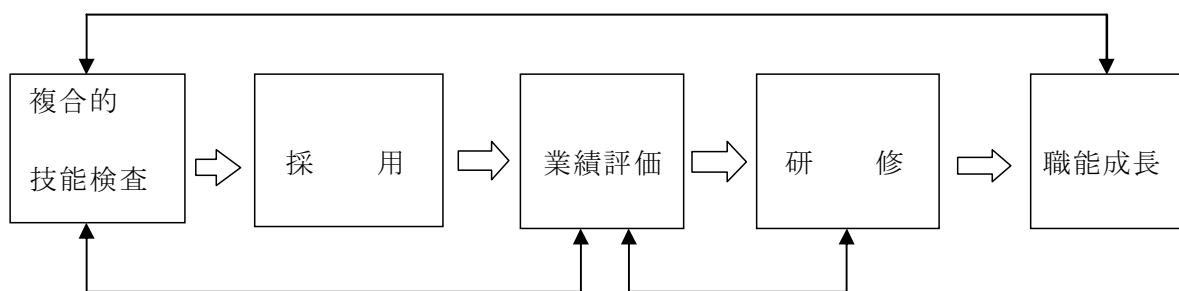 複合的
技能検査
採用
業績評価
研修
職能成長